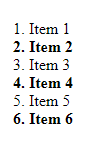 1. Item 1
2. Item 2
3. Item 3
4. Item 4
5. Item 5
6. Item 6